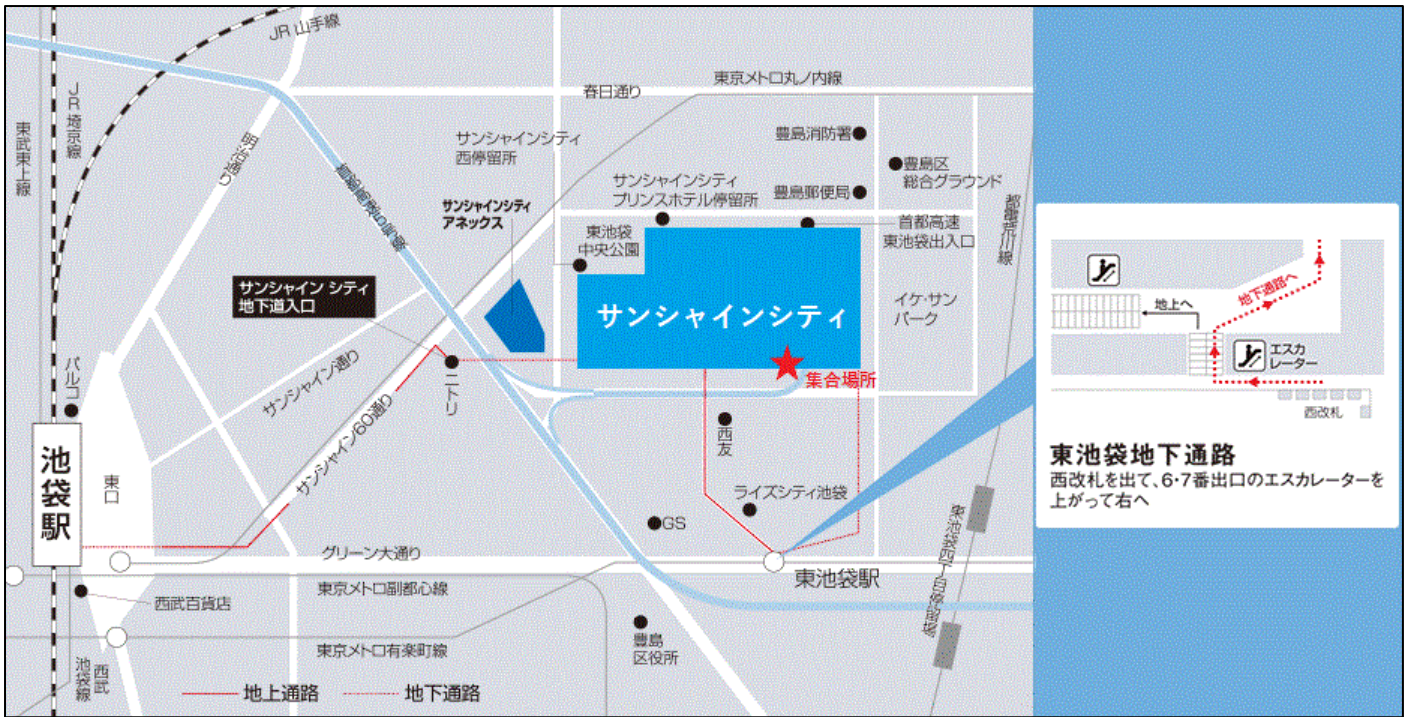 JR 山手線
東京メトロ丸ノ内線
春日通り
JR埼京線
東武東上線
明治通り
サンシャインシティ
西停留所
豊島消防署
豊島区
総合グラウンド
サンシャインシティ
プリンスホテル停留所
豊島郵便局
都電荒川線
サンシャインシティ
アネックス
東池袋
中央公園
首都高速
東池袋出入口
サンシャイン シティ
地下道入口
サンシャインシティ
イケ・サン
パーク
地上へ
地下通路へ
エスカ
レーター
西改札
パルコ
サンシャイン通り
ニトリ
集合場所
サンシャイン60通り
西友
東池袋地下通路
西改札を出て、6・7番出口のエスカレーターを
上がって右へ
池袋駅
東口
ライズシティ池袋
GS
グリーン大通り
東池袋駅
東池袋四丁目停留場
東京メトロ副都心線
西武百貨店
豊島
区役所
東京メトロ有楽町線
西武
池袋線
地上通路
地下通路